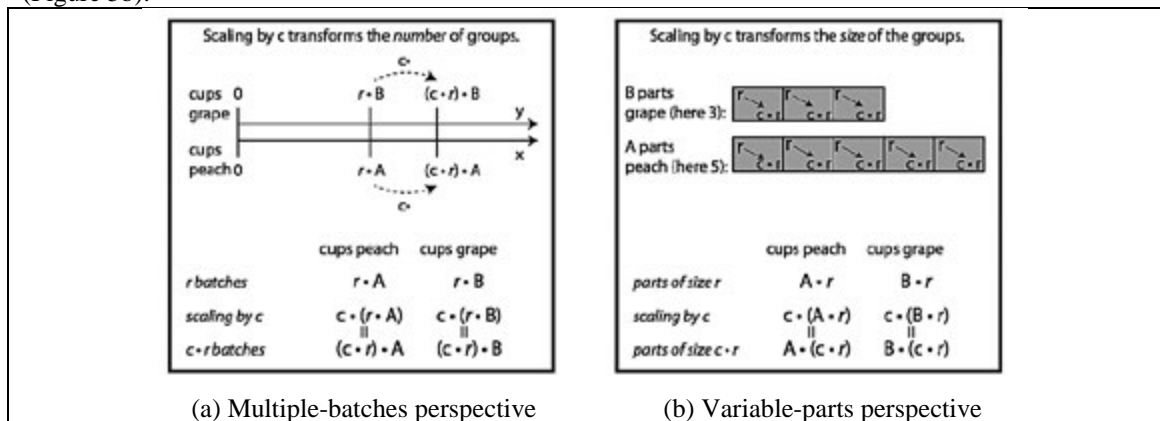 (Figure 3b).
Scaling by c transforms the number of groups.
c•
cups 0 r•B (c•r)•B
grape y
cups x
peach 0 r•A (c•r)•A
c•
cups peach cups grape
r batches r•A r•B
scaling by c c•(r•A) c•(r•B)
= =
c•r batches (c•r)•A (c•r)•B
(a) Multiple-batches perspective
Scaling by c transforms the size of the groups.
B parts
grape (here 3): r c•r r c•r r c•r
A parts
peach (here 5): r c•r r c•r r c•r r c•r r c•r
cups peach cups grape
parts of size r A•r B•r
scaling by c c•(A•r) c•(B•r)
= =
parts of size c•r A•(c•r) B•(c•r)
(b) Variable-parts perspective